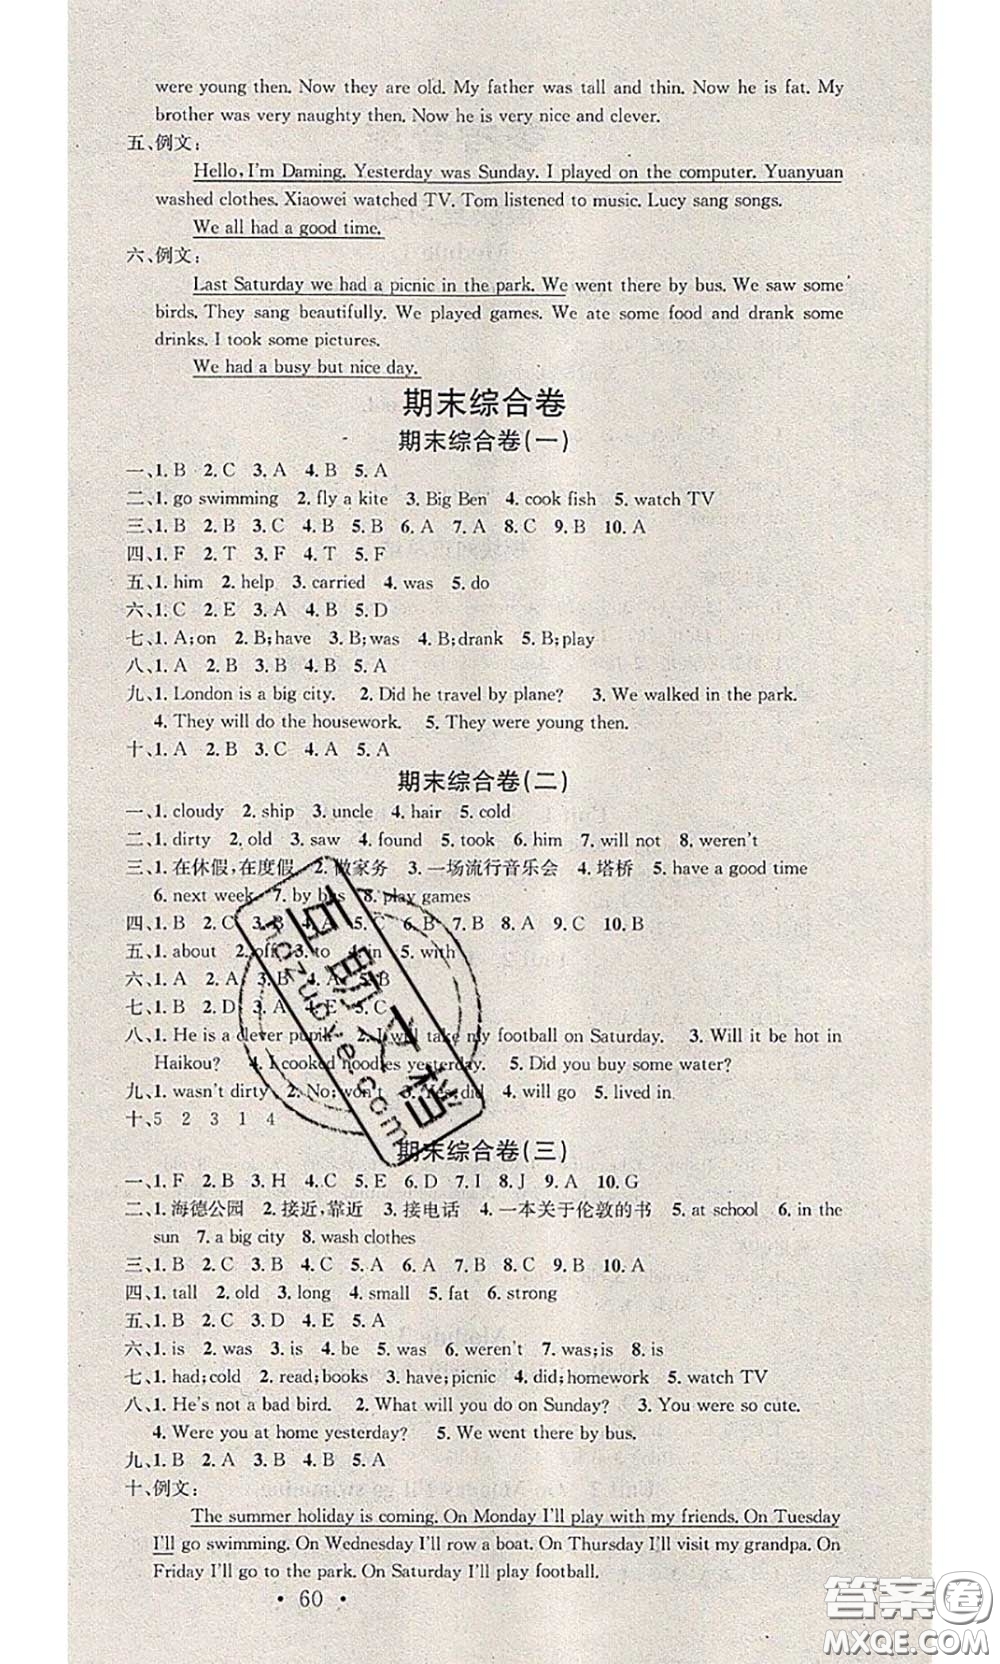 were young then. Now they are old. My father was tall and thin. Now he is fat. My
brother was very naughty then. Now he is very nice and clever.
五、例文:
Hello, I'm Daming. Yesterday was Sunday. I played on the computer. Yuanyuan
washed clothes. Xiaowei watched TV. Tom listened to music. Lucy sang songs.
We all had a good time.
六、例文:
Last Saturday we had a picnic in the park. We went there by bus. We saw some
birds. They sang beautifully. We played games. We ate some food and drank some
drinks. I took some pictures.
We had a busy but nice day.
期末综合卷
期末综合卷(一)
一、1. B 2. C 3. A 4. B 5. A
二、1. go swimming 2. fly a kite 3. Big Ben 4. cook fish 5. watch TV
三、1. B 2. B 3. C 4. B 5. B 6. A 7. A 8. C 9. B 10. A
四、1. F 2. T 3. F 4. T 5. F
五、1. him 2. help 3. carried 4. was 5. do
六、1. C 2. E 3. A 4. B 5. D
七、1. A;on 2. B;have 3. B;was 4. B;drank 5. B;play
八、1. A 2. B 3. B 4. A 5. A
九、1. London is a big city. 2. Did he travel by plane? 3. We walked in the park.
4. They will do the housework. 5. They were young then.
十、1. A 2. B 3. C 4. A 5. A
期末综合卷(二)
一、1. cloudy 2. ship 3. uncle 4. hair 5. cold
二、1. dirty 2. old 3. saw 4. found 5. took 6. him 7. will not 8. weren't
三、1. 在休假,在度假 2. 做家务 3. 一场流行音乐会 4. 塔桥 5. have a good time
6. next week 7. by bus 8. play games
四、1. B 2. C 3. B 4. A 5. C 6. B 7. B 8. A 9. C 10. B
五、1. about 2. off 3. to 4. in 5. with
六、1. A 2. A 3. B 4. A 5. B
七、1. B 2. D 3. A 4. E 5. C
八、1. He is a clever pupil. 2. I will take my football on Saturday. 3. Will it be hot in
Haikou? 4. I cooked noodles yesterday. 5. Did you buy some water?
九、1. wasn't dirty 2. No;won't 3. Yes;did 4. will go 5. lived in
十、5 2 3 1 4
期末综合卷(三)
一、1. F 2. B 3. H 4. C 5. E 6. D 7. I 8. J 9. A 10. G
二、1. 海德公园 2. 接近,靠近 3. 接电话 4. 一本关于伦敦的书 5. at school 6. in the
sun 7. a big city 8. wash clothes
三、1. B 2. C 3. B 4. C 5. A 6. A 7. B 8. C 9. B 10. A
四、1. tall 2. old 3. long 4. small 5. fat 6. strong
五、1. B 2. C 3. D 4. E 5. A
六、1. is 2. was 3. is 4. be 5. was 6. weren't 7. was;is 8. is
七、1. had;cold 2. read;books 3. have;picnic 4. did;homework 5. watch TV
八、1. He's not a bad bird. 2. What will you do on Sunday? 3. You were so cute.
4. Were you at home yesterday? 5. We went there by bus.
九、1. B 2. A 3. B 4. B 5. A
十、例文:
The summer holiday is coming. On Monday I'll play with my friends. On Tuesday
I'll go swimming. On Wednesday I'll row a boat. On Thursday I'll visit my grandpa. On
Friday I'll go to the park. On Saturday I'll play football.
• 60 •
互助文档
huzubye.com
答案圈
MXQE.COM